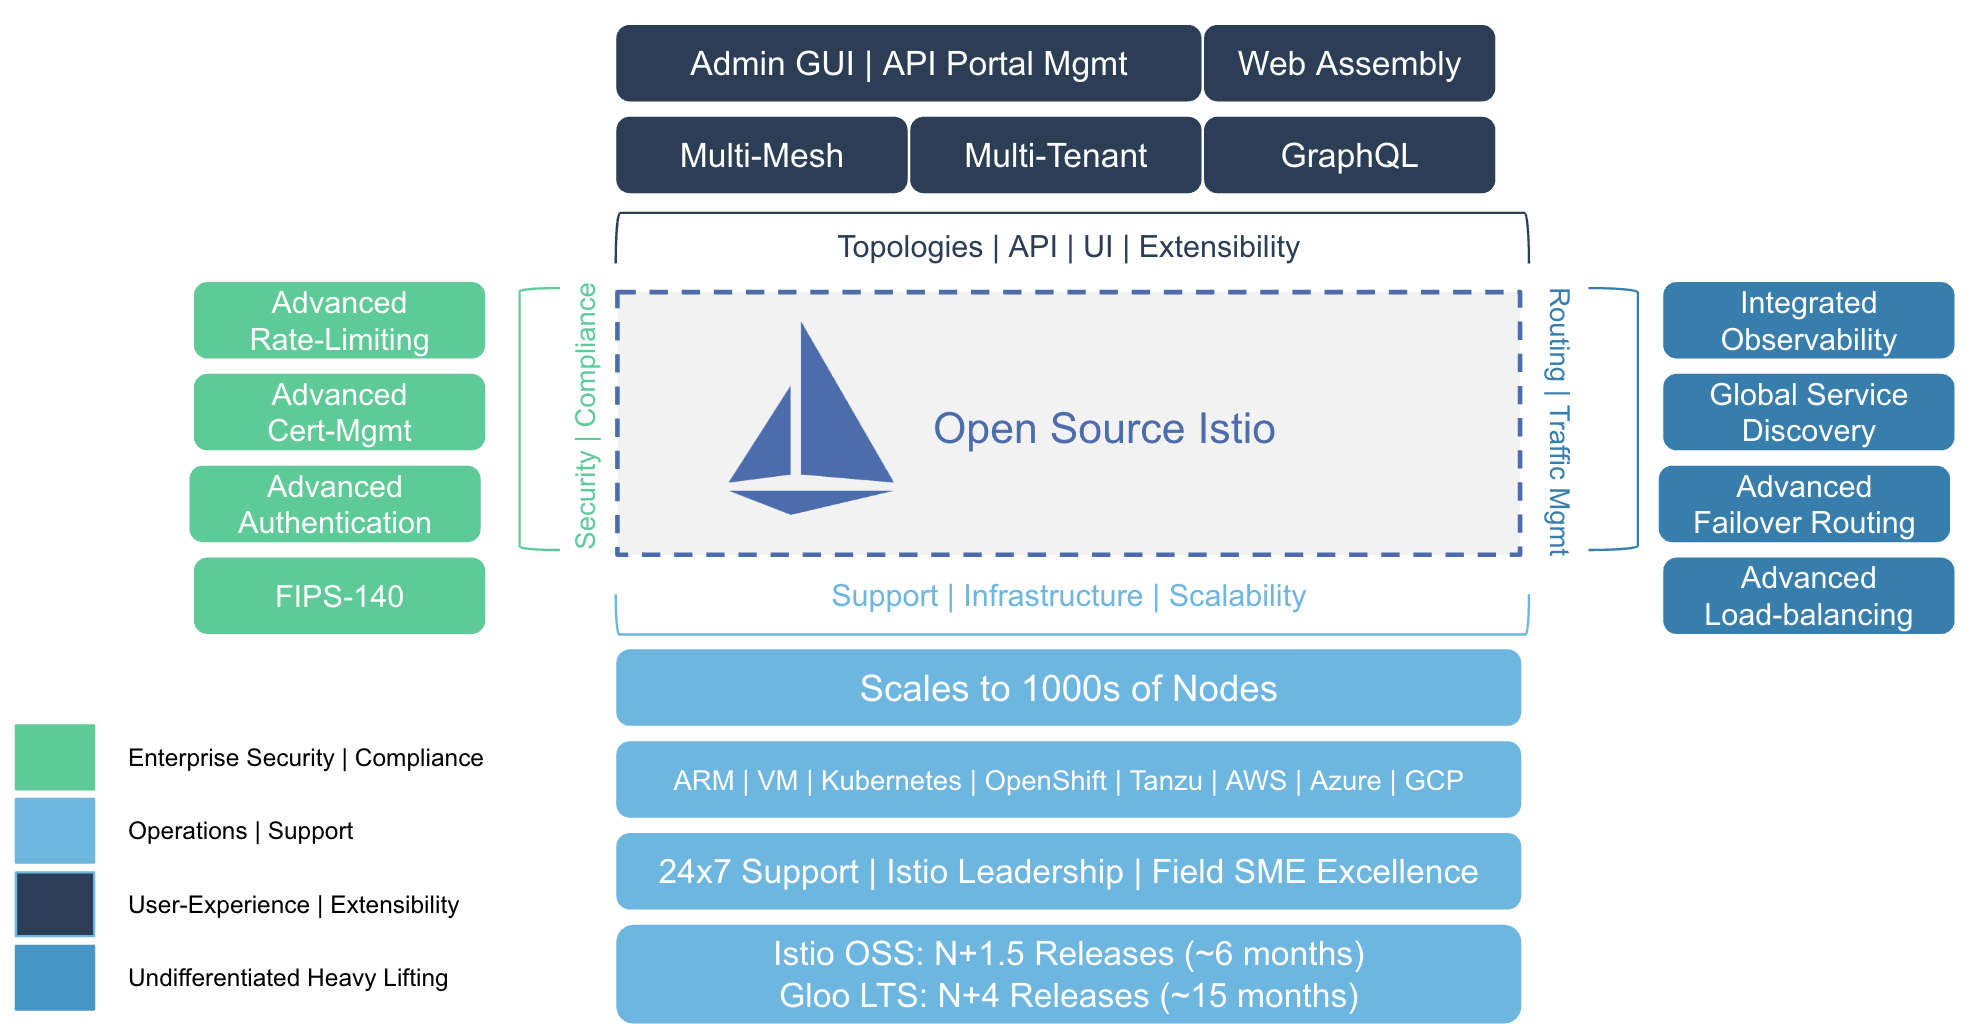 Admin GUI | API Portal Mgmt
Web Assembly
Multi-Mesh
Multi-Tenant
GraphQL
Topologies | API | UI | Extensibility
Advanced
Rate-Limiting
Advanced
Cert-Mgmt
Advanced
Authentication
FIPS-140
Security | Compliance
Open Source Istio
Routing | Traffic Mgmt
Integrated
Observability
Global Service
Discovery
Advanced
Failover Routing
Advanced
Load-balancing
Support | Infrastructure | Scalability
Scales to 1000s of Nodes
ARM | VM | Kubernetes | OpenShift | Tanzu | AWS | Azure | GCP
24x7 Support | Istio Leadership | Field SME Excellence
Istio OSS: N+1.5 Releases (~6 months)
Gloo LTS: N+4 Releases (~15 months)
Enterprise Security | Compliance
Operations | Support
User-Experience | Extensibility
Undifferentiated Heavy Lifting